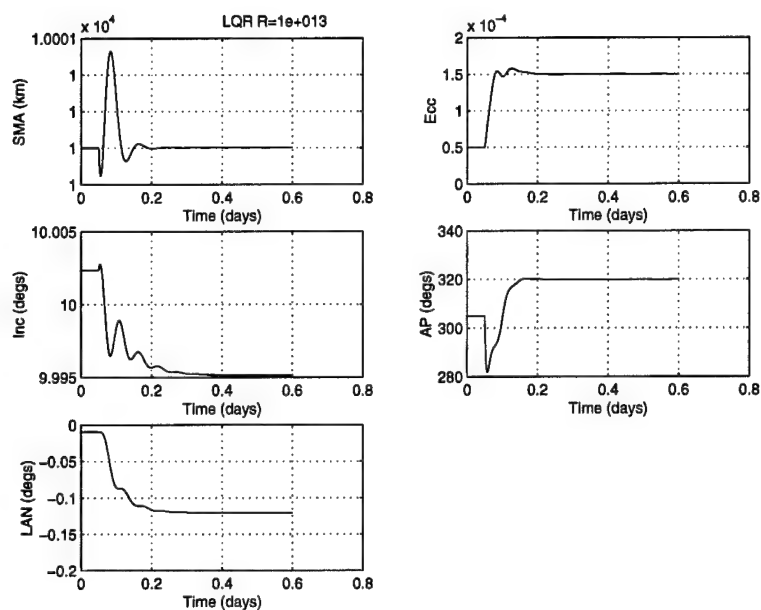 LQR R=1e+013
x 10^4
1.0001
1
1
1
1
SMA (km)
0 0.2 0.4 0.6 0.8
Time (days)
x 10^-4
2
1.5
1
0.5
0
Ecc
0 0.2 0.4 0.6 0.8
Time (days)
10.005
10
9.995
Inc (degs)
0 0.2 0.4 0.6 0.8
Time (days)
340
320
300
280
AP (degs)
0 0.2 0.4 0.6 0.8
Time (days)
0
-0.05
-0.1
-0.15
-0.2
LAN (degs)
0 0.2 0.4 0.6 0.8
Time (days)